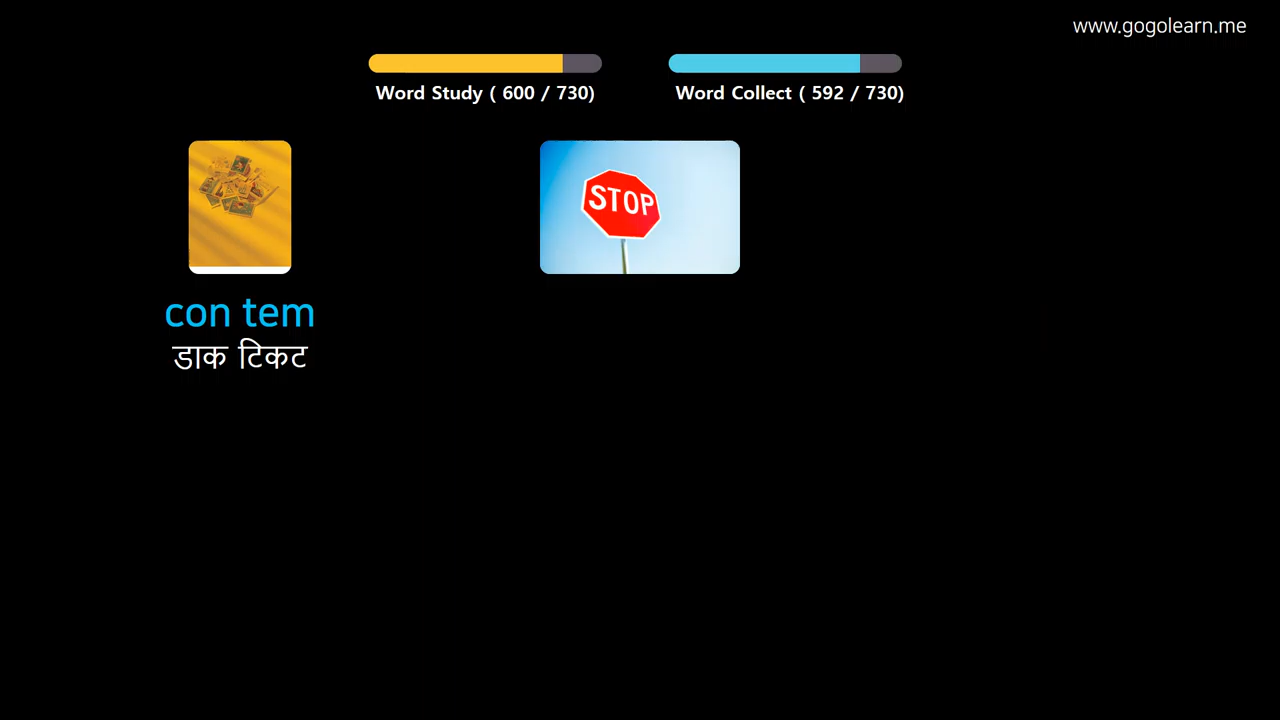 www.gogolearn.me
Word Study ( 600 / 730)
Word Collect ( 592 / 730)
STOP
con tem
डाक टिकट